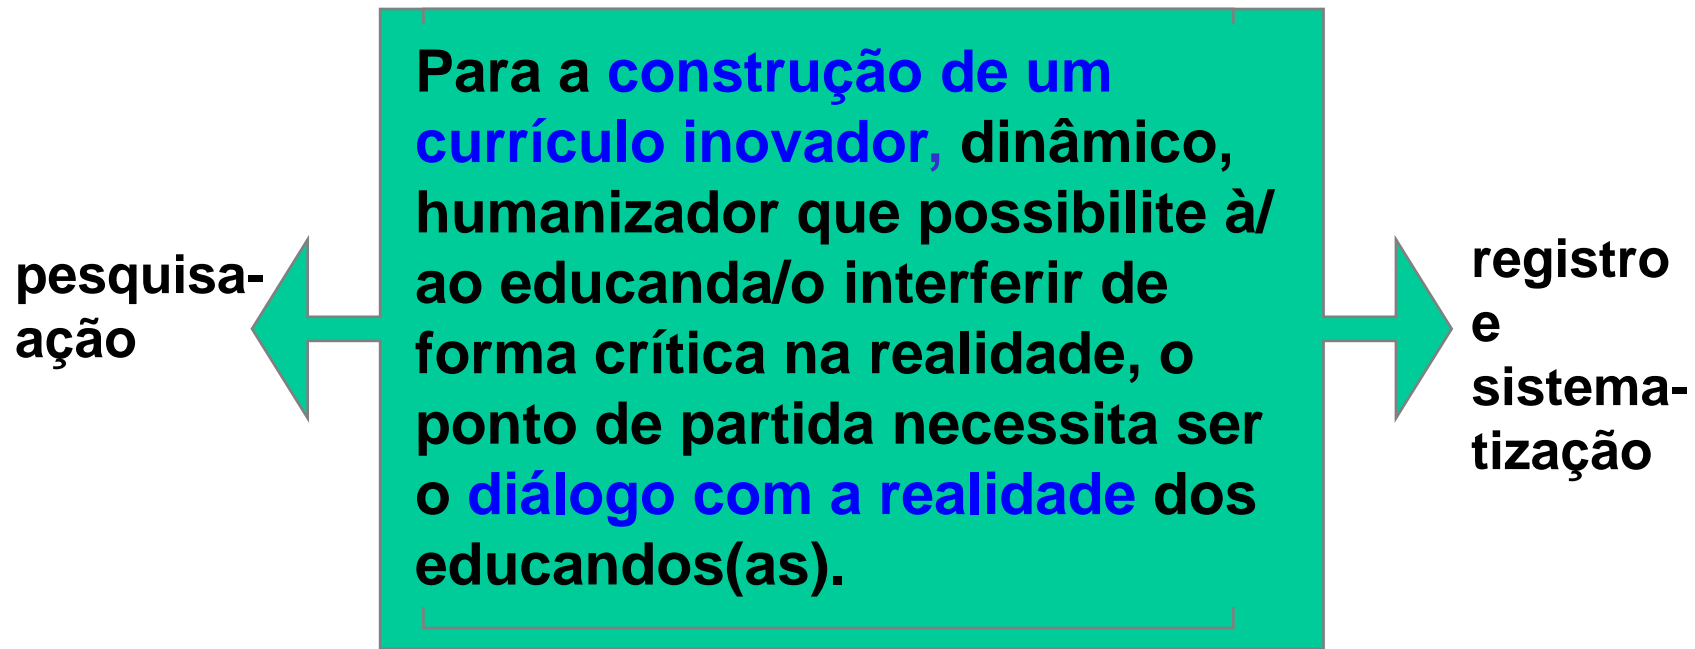 pesquisa-
ação
Para a construção de um
currículo inovador, dinâmico,
humanizador que possibilite à/
ao educanda/o interferir de
forma crítica na realidade, o
ponto de partida necessita ser
o diálogo com a realidade dos
educandos(as).
registro
e
sistema-
tização